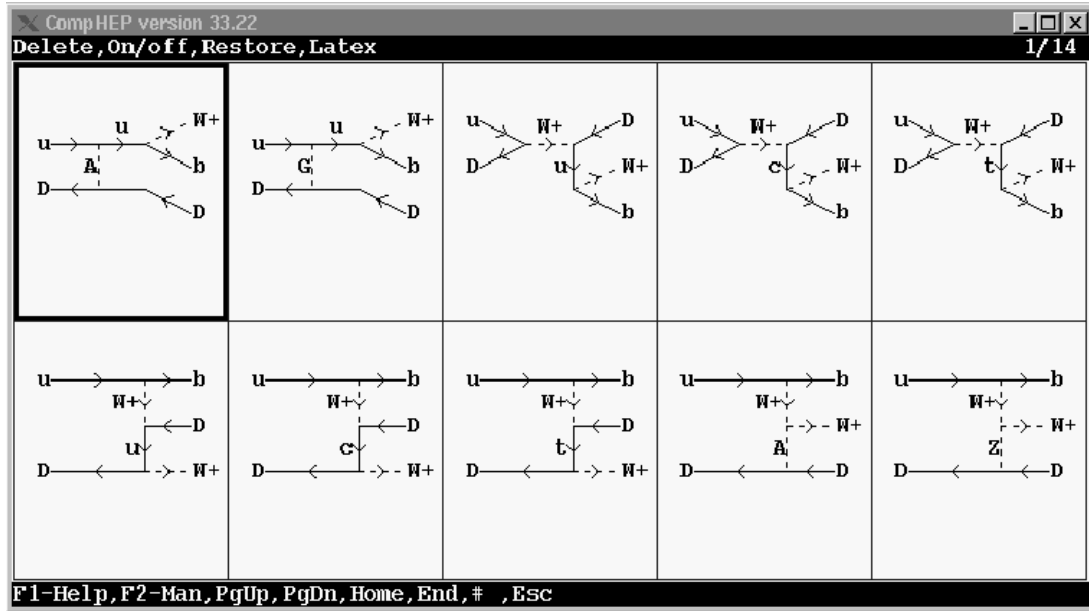 CompHEP version 33.22
Delete,On/off,Restore,Latex 1/14
u u W+ A b D D
u u W+ G b D D
u W+ D D u W+ b
u W+ D D c W+ b
u W+ D D t W+ b
u b W+ D u D W+
u b W+ D c D W+
u b W+ D t D W+
u b W+ W+ A D D
u b W+ W+ Z D D
F1-Help,F2-Man,PgUp,PgDn,Home,End,# ,Esc